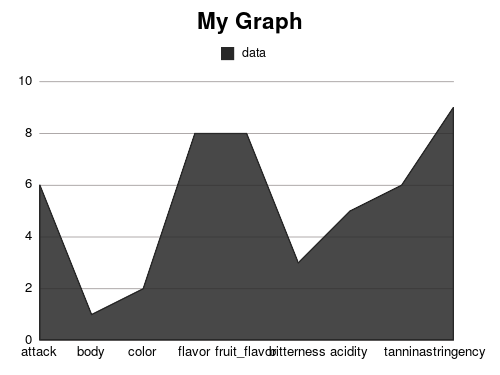 My Graph
data
10
8
6
4
2
0
attack body color flavor fruit_flavor bitterness acidity tannin astringency